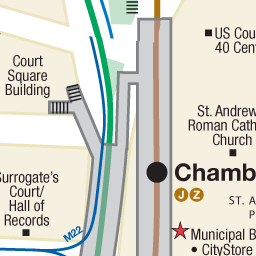 US Cou
40 Cent
Court
Square
Building
St. Andrew
Roman Cath
Church
Chamb
J Z
Surrogate's
Court/
Hall of
Records
M22
ST. A
P
Municipal B
CityStore